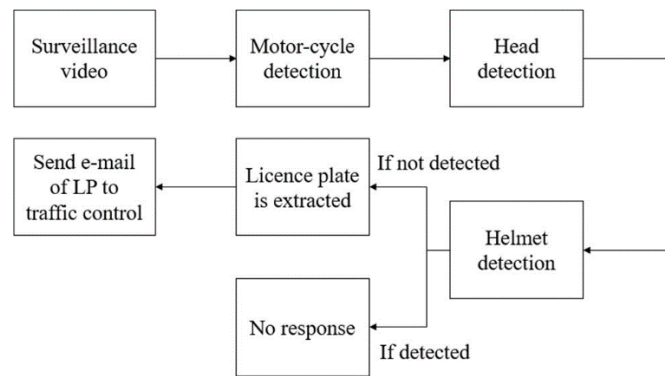 Surveillance
video
Motor-cycle
detection
Head
detection
Send e-mail
of LP to
traffic control
Licence plate
is extracted
If not detected
Helmet
detection
No response
If detected